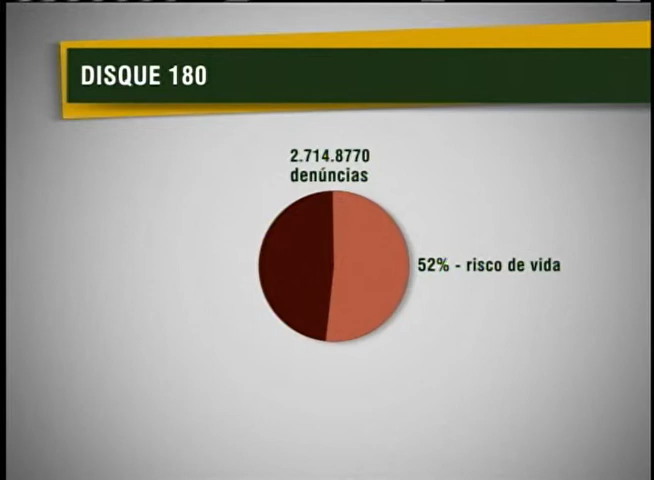 DISQUE 180
2.714.8770
denúncias
52% - risco de vida